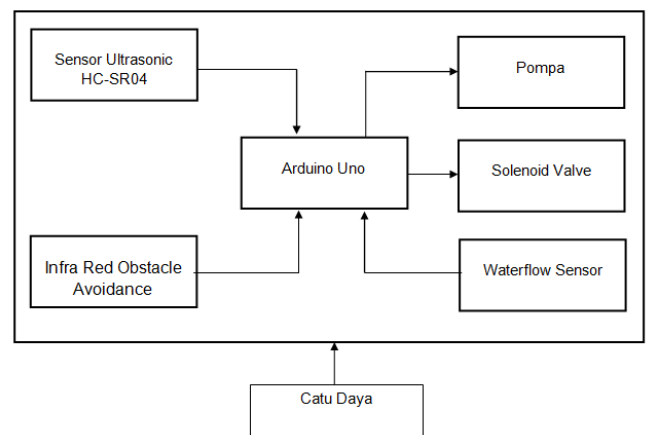 Sensor Ultrasonic
HC-SR04
Pompa
Arduino Uno
Solenoid Valve
Infra Red Obstacle
Avoidance
Waterflow Sensor
Catu Daya